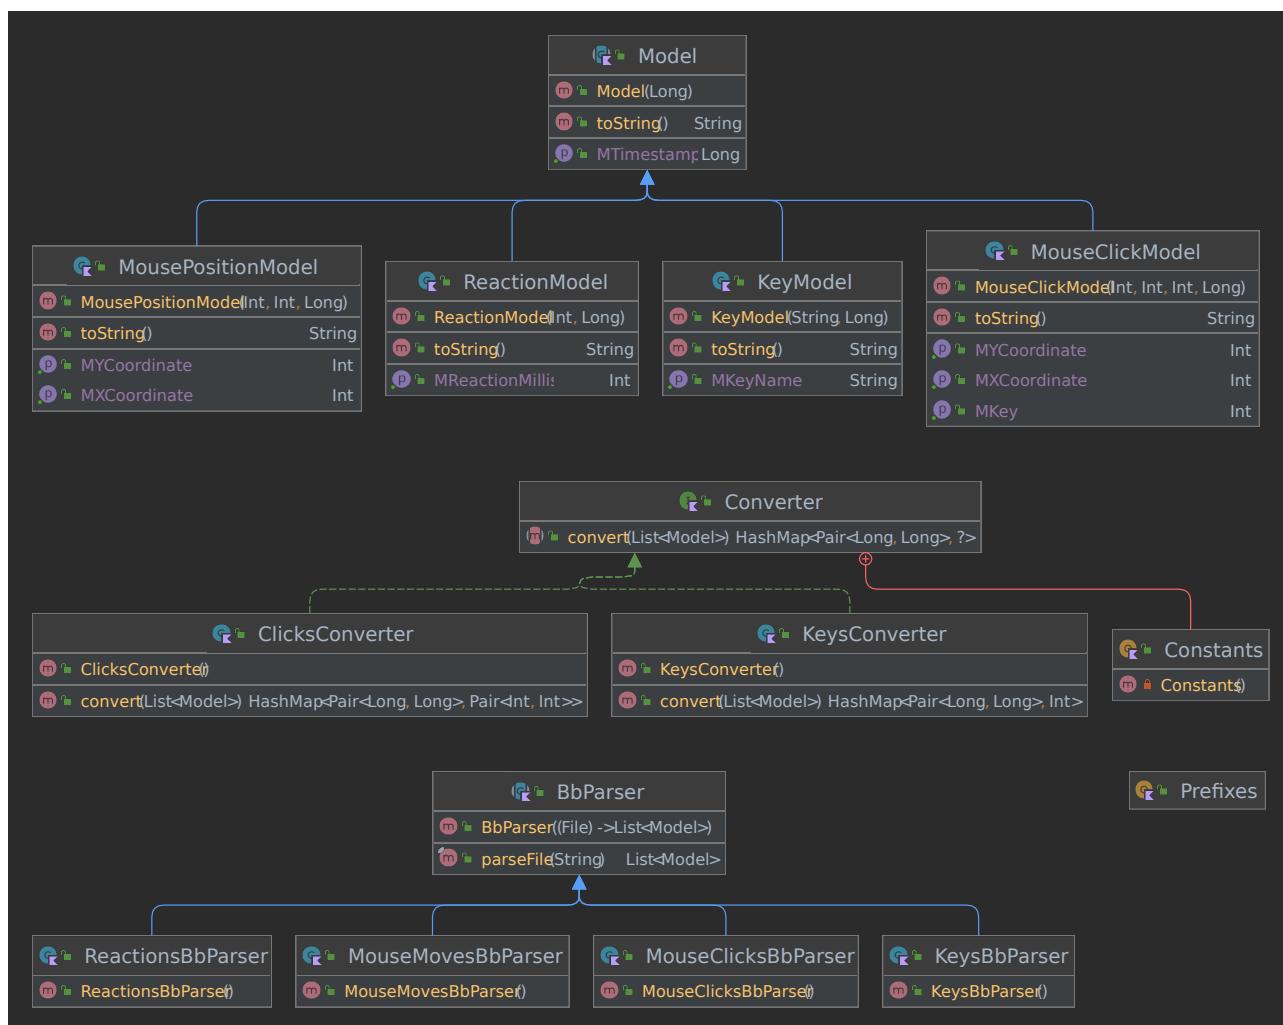 Model
Model(Long)
toString() String
MTimestamp Long
MousePositionModel
MousePositionModel(Int, Int, Long)
toString() String
MYCoordinate Int
MXCoordinate Int
ReactionModel
ReactionModel(Int, Long)
toString() String
MReactionMillis Int
KeyModel
KeyModel(String, Long)
toString() String
MKeyName String
MouseClickModel
MouseClickModel(Int, Int, Int, Long)
toString() String
MYCoordinate Int
MXCoordinate Int
MKey Int
Converter
convert(List<Model>) HashMap<Pair<Long, Long>, ?>
ClicksConverter
ClicksConverter()
convert(List<Model>) HashMap<Pair<Long, Long>, Pair<Int, Int>>
KeysConverter
KeysConverter()
convert(List<Model>) HashMap<Pair<Long, Long>, Int>
Constants
Constants()
BbParser
BbParser((File) -> List<Model>)
parseFile(String) List<Model>
Prefixes
ReactionsBbParser
ReactionsBbParser()
MouseMovesBbParser
MouseMovesBbParser()
MouseClicksBbParser
MouseClicksBbParser()
KeysBbParser
KeysBbParser()